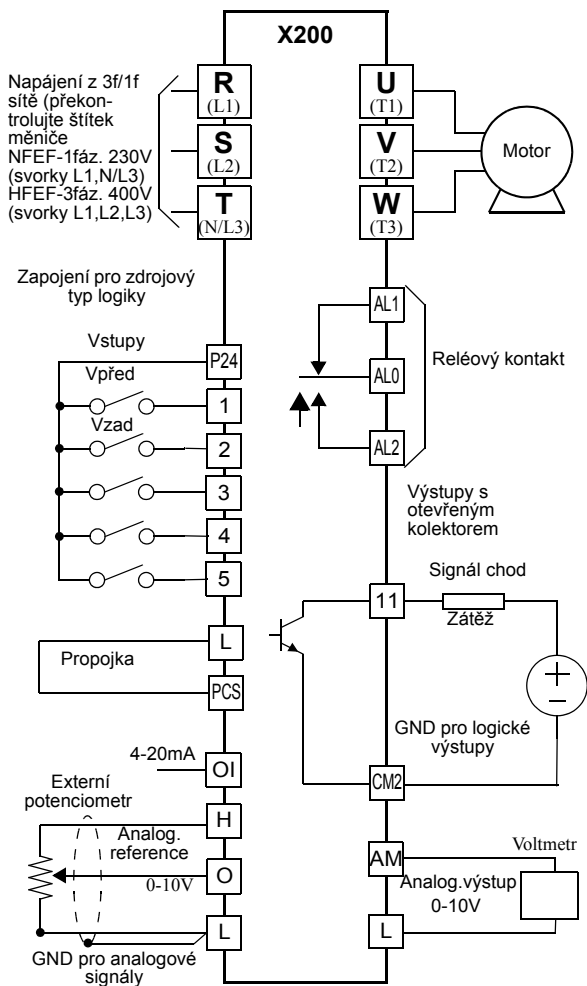 X200
Napájení z 3f/1f
sítě (překon-
trolujte štítek
měniče
NFEF-1fáz. 230V
(svorky L1,N/L3)
HFEF-3fáz. 400V
(svorky L1,L2,L3)
R
(L1)
S
(L2)
T
(N/L3)
U
(T1)
V
(T2)
W
(T3)
Motor
Zapojení pro zdrojový
typ logiky
Vstupy
P24
Vpřed
1
Vzad
2
3
4
5
L
Propojka
PCS
4-20mA
OI
Externí
potenciometr
H
Analog.
reference
0-10V
O
L
GND pro analogové
signály
AL1
AL0
AL2
Reléový kontakt
Výstupy s
otevřeným
kolektorem
11
Signál chod
Zátěž
+
–
GND pro logické
výstupy
CM2
AM
Voltmetr
Analog.výstup
0-10V
L